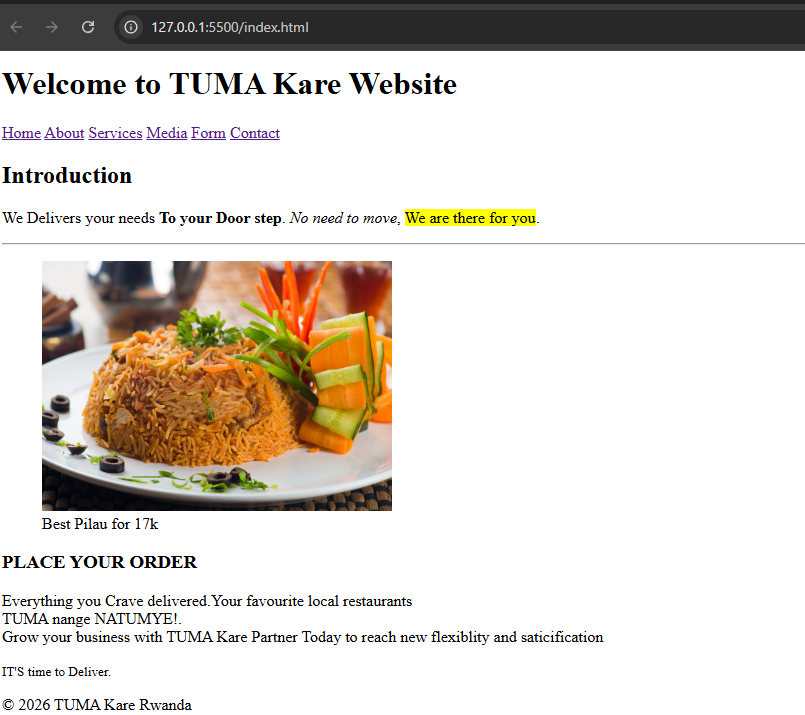 127.0.0.1:5500/index.html
Welcome to TUMA Kare Website
Home About Services Media Form Contact
Introduction
We Delivers your needs To your Door step. No need to move, We are there for you.
Best Pilau for 17k
PLACE YOUR ORDER
Everything you Crave delivered.Your favourite local restaurants
TUMA nange NATUMYE!.
Grow your business with TUMA Kare Partner Today to reach new flexiblity and saticification
IT'S time to Deliver.
© 2026 TUMA Kare Rwanda